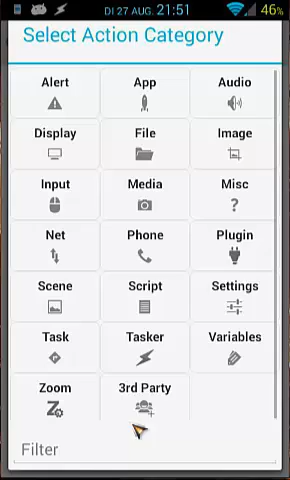 DI 27 AUG. 21:51 46%
Select Action Category
Alert App Audio
Display File Image
Input Media Misc
Net Phone Plugin
Scene Script Settings
Task Tasker Variables
Zoom 3rd Party
Filter